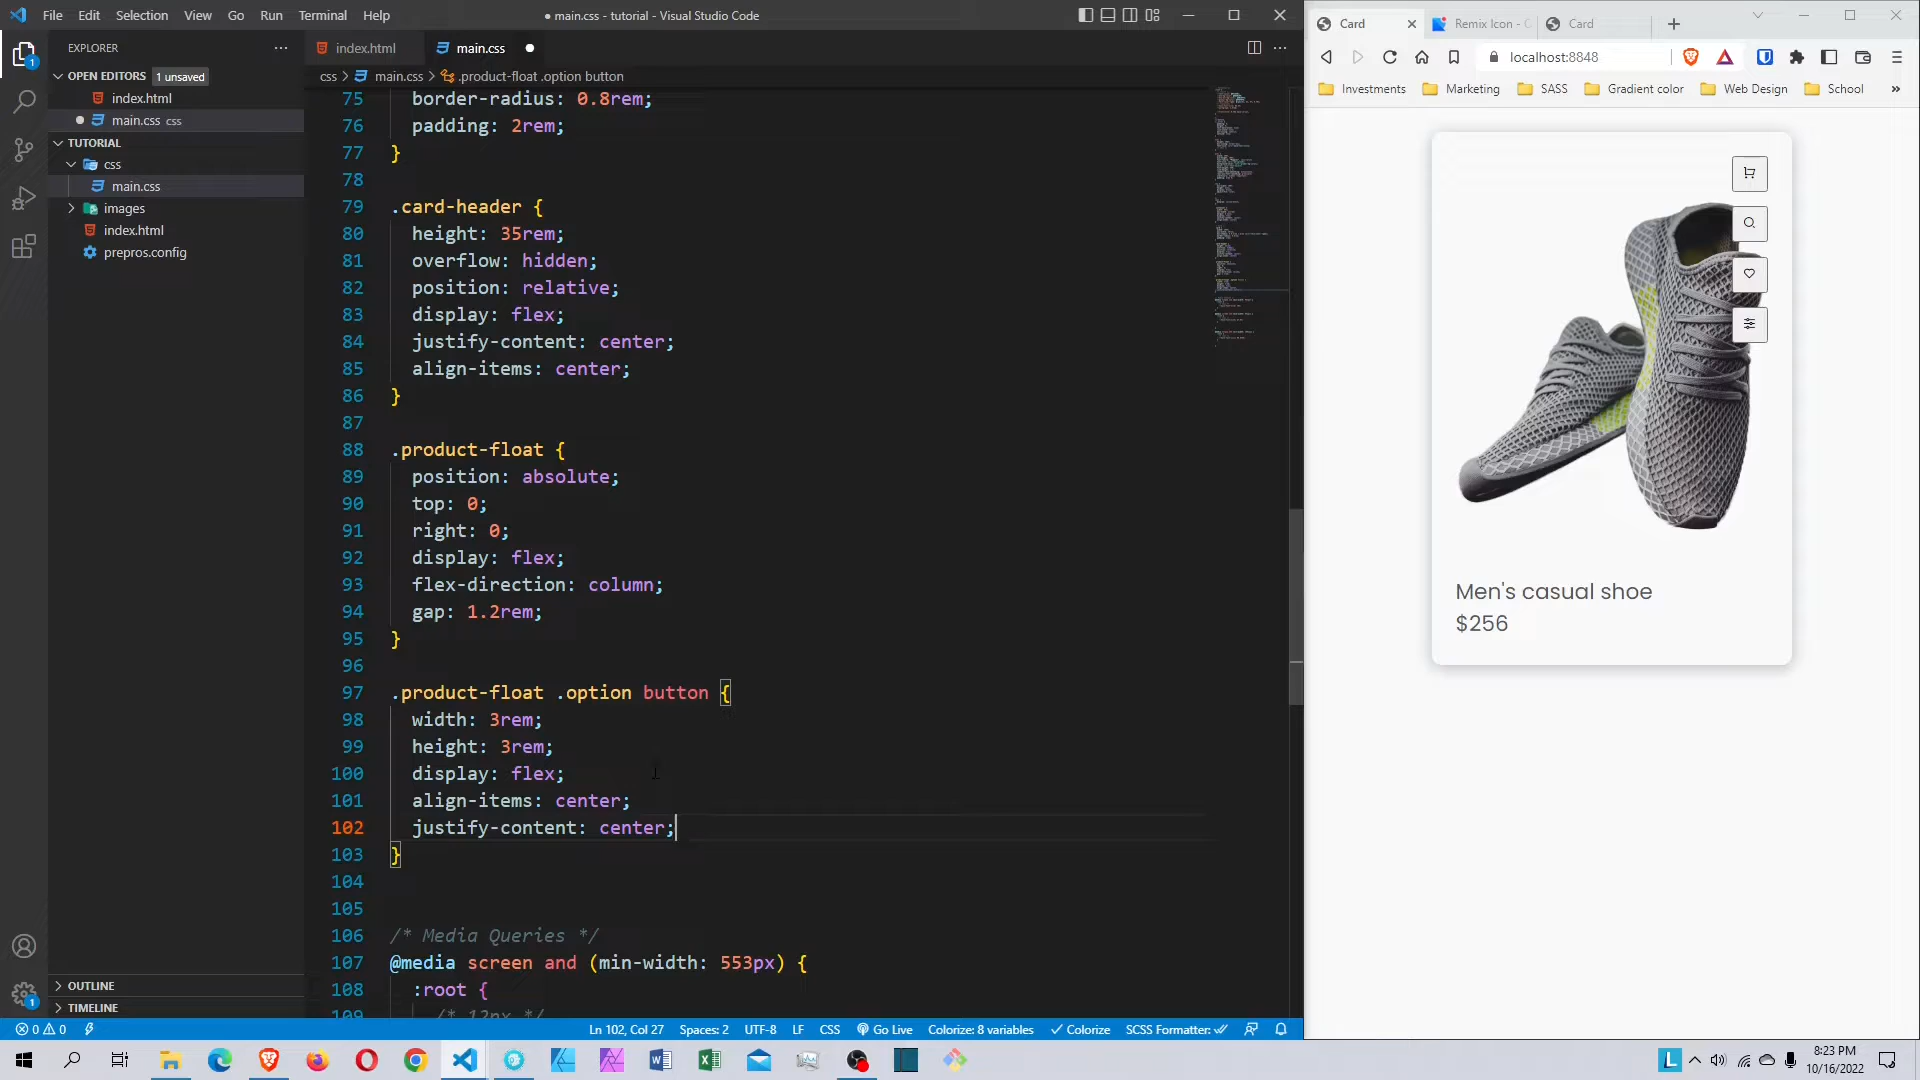 File Edit Selection View Go Run Terminal Help
● main.css - tutorial - Visual Studio Code
EXPLORER
OPEN EDITORS 1 unsaved
index.html
main.css css
TUTORIAL
css
main.css
images
index.html
prepros.config
OUTLINE
TIMELINE
index.html
main.css
css > main.css > .product-float .option button
75 border-radius: 0.8rem;
76 padding: 2rem;
77 }
78
79 .card-header {
80 height: 35rem;
81 overflow: hidden;
82 position: relative;
83 display: flex;
84 justify-content: center;
85 align-items: center;
86 }
87
88 .product-float {
89 position: absolute;
90 top: 0;
91 right: 0;
92 display: flex;
93 flex-direction: column;
94 gap: 1.2rem;
95 }
96
97 .product-float .option button {
98 width: 3rem;
99 height: 3rem;
100 display: flex;
101 align-items: center;
102 justify-content: center;
103 }
104
105
106 /* Media Queries */
107 @media screen and (min-width: 553px) {
108 :root {
109 /* 12px */
0 0
Ln 102, Col 27 Spaces: 2 UTF-8 LF CSS Go Live Colorize: 8 variables Colorize SCSS Formatter:
Card
Remix Icon - 
Card
localhost:8848
Investments Marketing SASS Gradient color Web Design School »
Men's casual shoe
$256
8:23 PM
10/16/2022